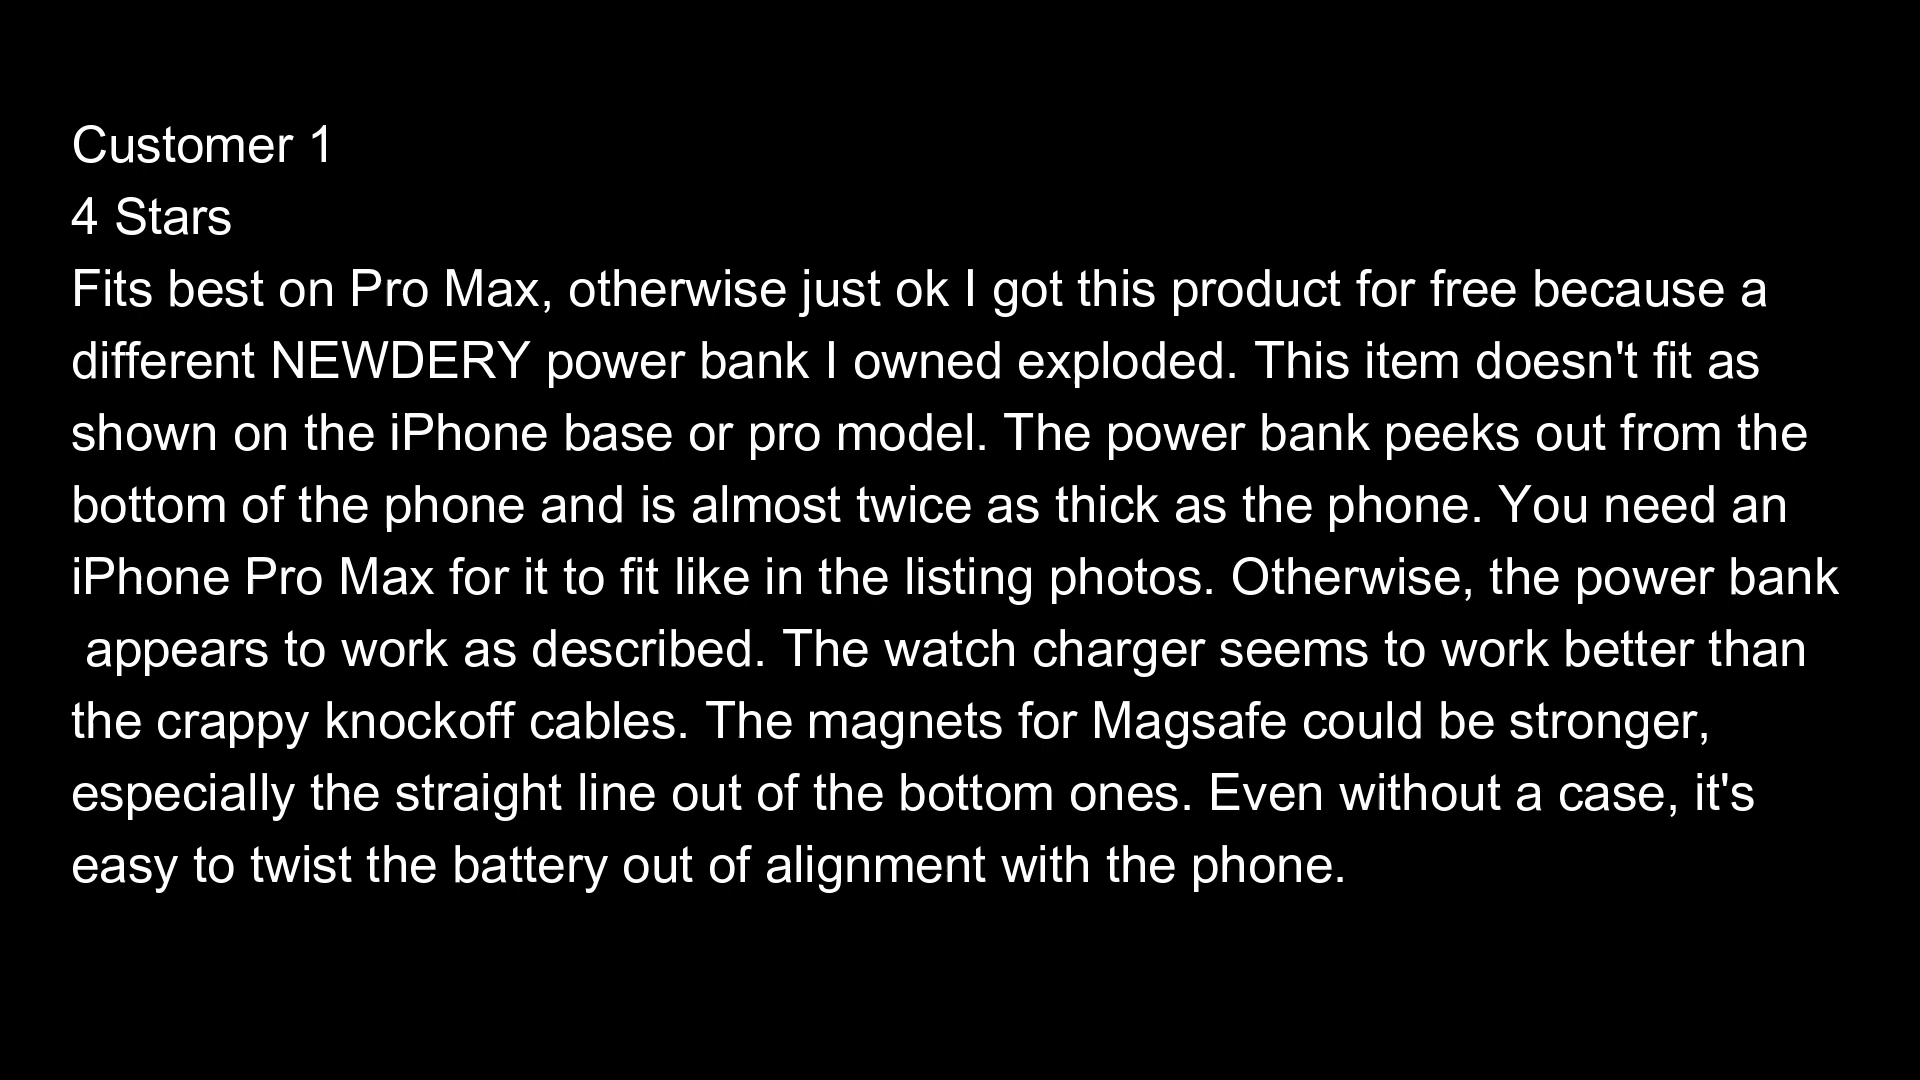 Customer 1
4 Stars
Fits best on Pro Max, otherwise just ok I got this product for free because a
different NEWDERY power bank I owned exploded. This item doesn't fit as
shown on the iPhone base or pro model. The power bank peeks out from the
bottom of the phone and is almost twice as thick as the phone. You need an
iPhone Pro Max for it to fit like in the listing photos. Otherwise, the power bank
appears to work as described. The watch charger seems to work better than
the crappy knockoff cables. The magnets for Magsafe could be stronger,
especially the straight line out of the bottom ones. Even without a case, it's
easy to twist the battery out of alignment with the phone.